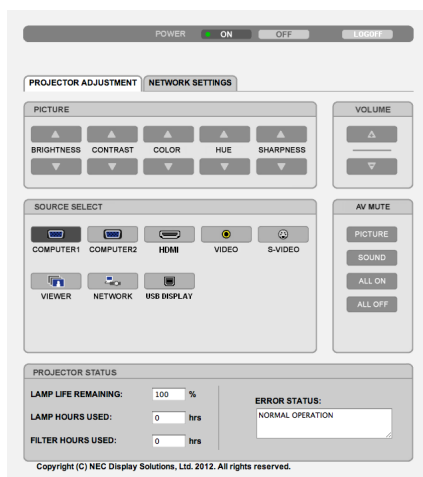 POWER ON OFF LOGOFF
PROJECTOR ADJUSTMENT NETWORK SETTINGS
PICTURE
BRIGHTNESS CONTRAST COLOR HUE SHARPNESS
VOLUME
SOURCE SELECT
COMPUTER1 COMPUTER2 HDMI VIDEO S-VIDEO
VIEWER NETWORK USB DISPLAY
AV MUTE
PICTURE
SOUND
ALL ON
ALL OFF
PROJECTOR STATUS
LAMP LIFE REMAINING: 100 %
LAMP HOURS USED: 0 hrs
FILTER HOURS USED: 0 hrs
ERROR STATUS:
NORMAL OPERATION
Copyright (C) NEC Display Solutions, Ltd. 2012. All rights reserved.